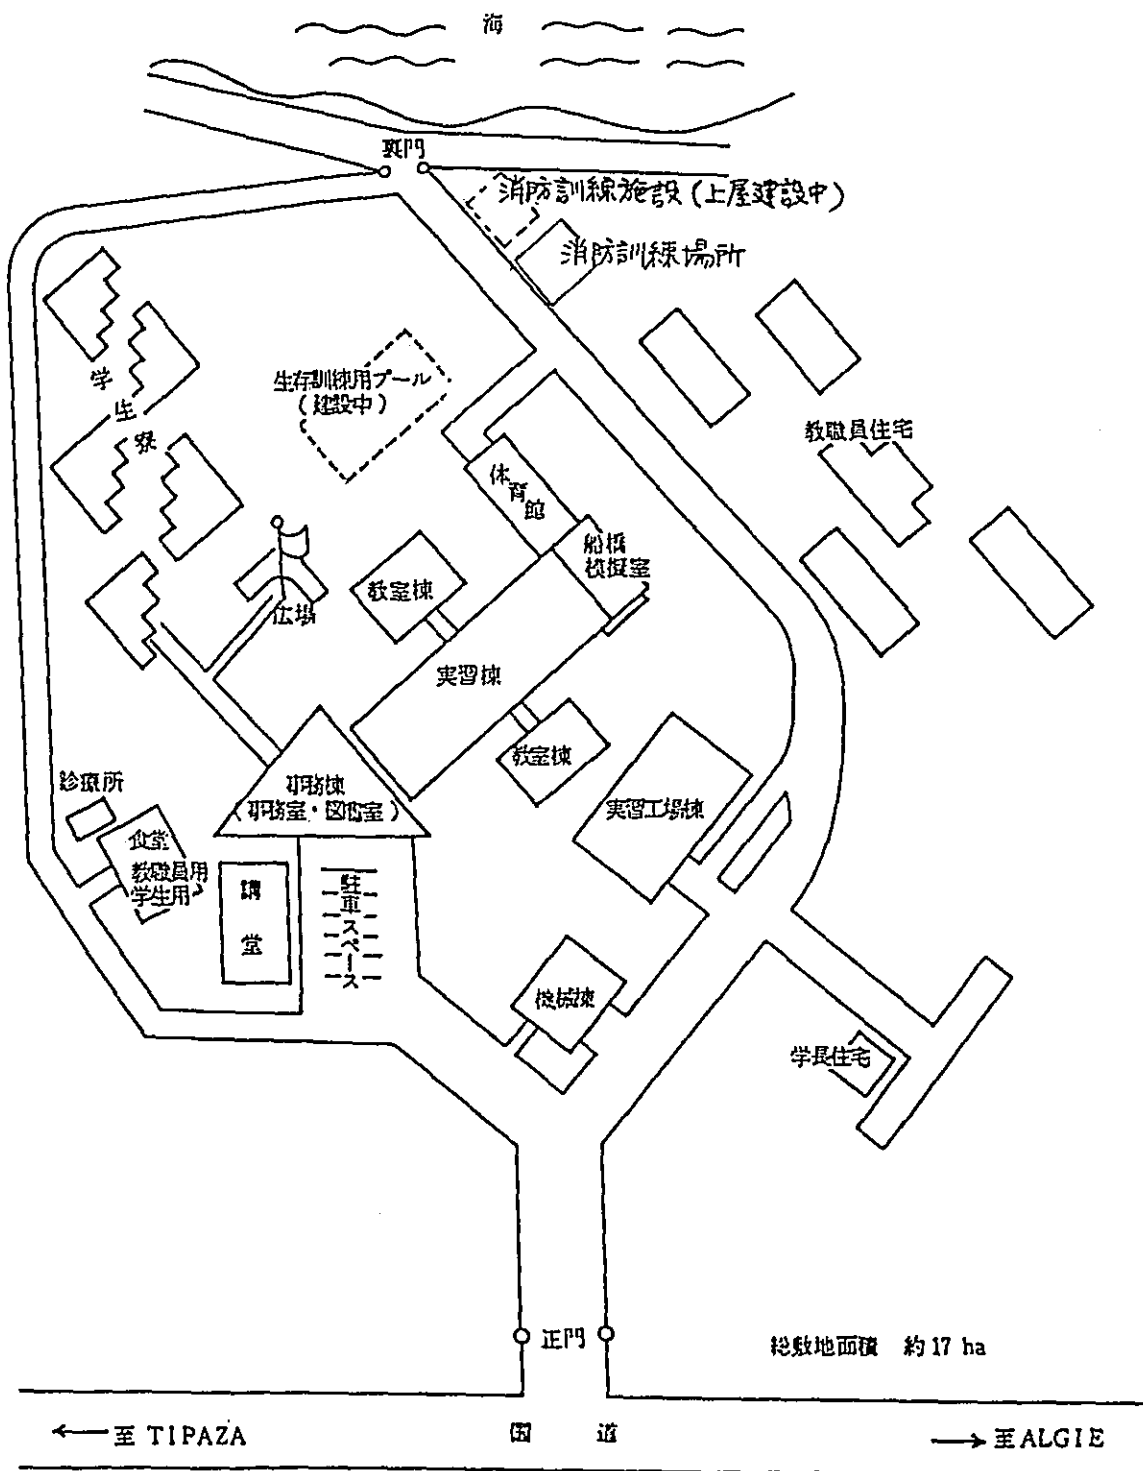 海
裏門
消防訓練施設(上屋建設中)
消防訓練場所
学生寮
生存訓練用プール
(建設中)
教職員住宅
体育館
船橋
模擬室
教室棟
広場
実習棟
教室棟
診療所
事務棟
(事務室・図書室)
実習工場棟
食堂
教職員用
学生用
講堂
駐車スペース
機械棟
学長住宅
正門
総敷地面積 約17 ha
←至 TIPAZA
国道
→至ALGIE